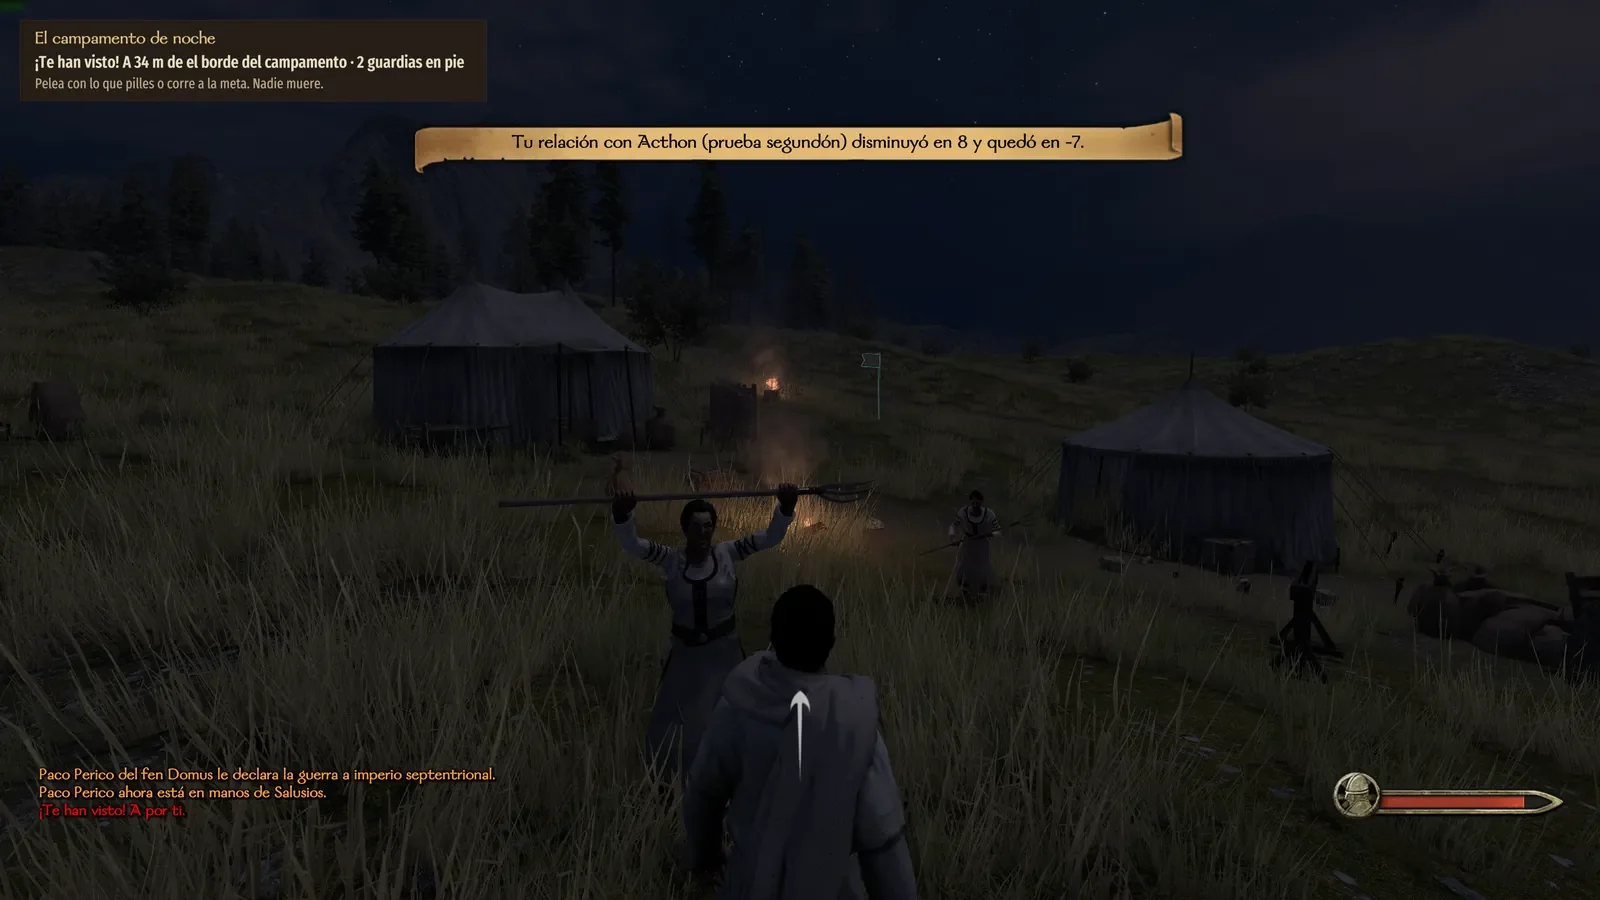 El campamento de noche
¡Te han visto! A 34 m de el borde del campamento · 2 guardias en pie
Pelea con lo que pilles o corre a la meta. Nadie muere.
Tu relación con Acthon (prueba segundón) disminuyó en 8 y quedó en -7.
Paco Perico del fen Domus le declara la guerra a imperio septentrional.
Paco Perico ahora está en manos de Salusios.
¡Te han visto! A por ti.